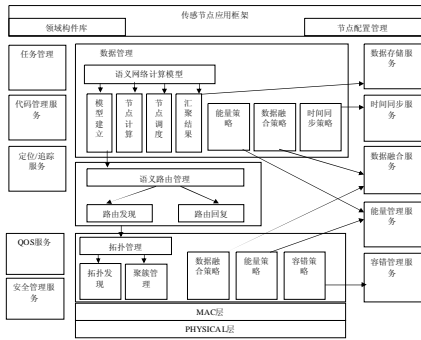 传感节点应用框架
领域构件库
节点配置管理
任务管理
代码管理服
务
定位/追踪
服务
QOS服务
安全管理服
务
数据管理
语义网络计算模型
模
型
建
立
节
点
计
算
节
点
调
度
汇
聚
结
果
能量策
略
数据融
合策略
时间同
步策略
语义路由管理
路由发现
路由回复
拓扑管理
拓扑发
现
聚簇管
理
数据融
合策略
能量策
略
容错策
略
MAC层
PHYSICAL层
数据存储服
务
时间同步服
务
数据融合服
务
能量管理服
务
容错管理服
务